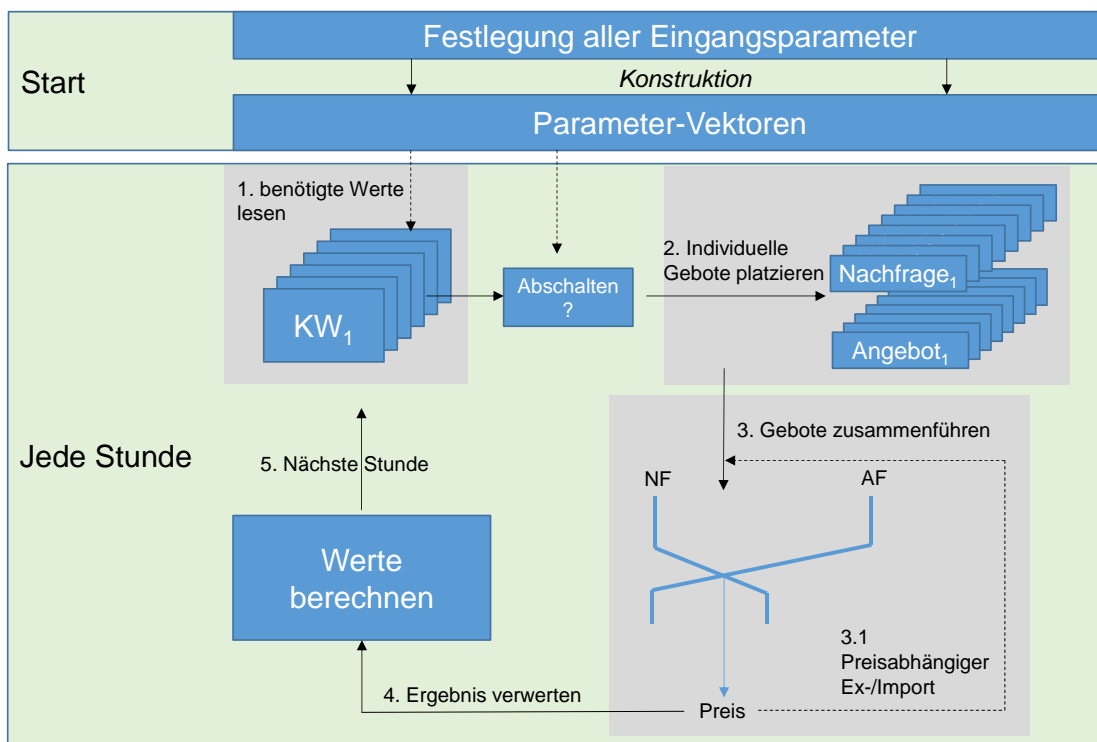 Festlegung aller Eingangsparameter
Start
Konstruktion
Parameter-Vektoren
1. benötigte Werte
lesen
2. Individuelle
Gebote platzieren
Nachfrage₁
Abschalten
?
KW₁
Angebot₁
Jede Stunde
3. Gebote zusammenführen
5. Nächste Stunde
NF
AF
Werte
berechnen
3.1
Preisabhängiger
Ex-/Import
4. Ergebnis verwerten
Preis